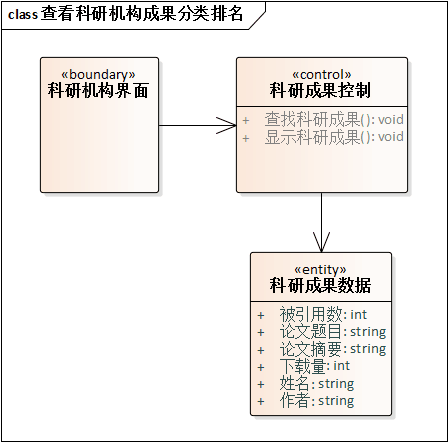 class 查看科研机构成果分类排名
«boundary»
科研机构界面
«control»
科研成果控制
+ 查找科研成果(): void
+ 显示科研成果(): void
«entity»
科研成果数据
+ 被引用数: int
+ 论文题目: string
+ 论文摘要: string
+ 下载量: int
+ 姓名: string
+ 作者: string